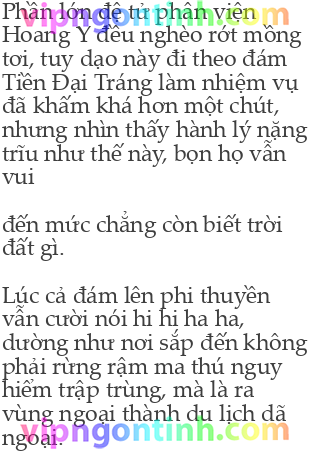 Phần lớn đệ tử phân viện
vipngontinh.com
Hoang Y đều nghèo rớt mồng
tơi, tuy dạo này đi theo đám
Tiền Đại Tráng làm nhiệm vụ
đã khấm khá hơn một chút,
nhưng nhìn thấy hành lý nặng
trĩu như thế này, bọn họ vẫn
vui
đến mức chẳng còn biết trời
đất gì.
Lúc cả đám lên phi thuyền
vẫn cười nói hi hi ha ha,
dường như nơi sắp đến không
phải rừng rậm ma thú nguy
hiểm trập trùng, mà là ra
vùng ngoại thành du lịch dã
ngoại.
vipngontinh.com